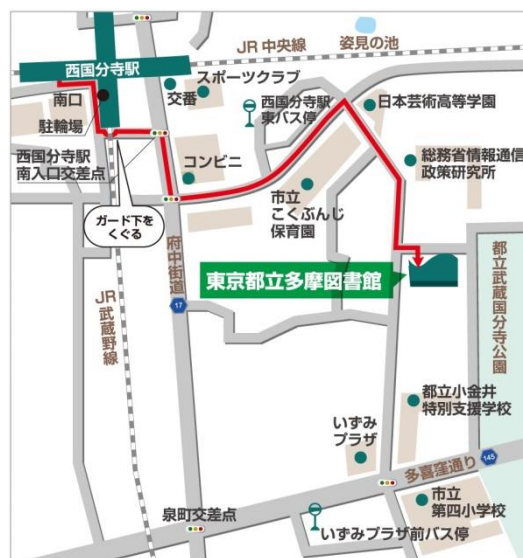 JR中央線
姿見の池
西国分寺駅
スポーツクラブ
南口
交番
西国分寺駅
東バス停
日本芸術高等学園
駐輪場
西国分寺駅
南入口交差点
コンビニ
総務省情報通信
政策研究所
市立
こくぶんじ
保育園
ガード下を
くぐる
府中街道
17
東京都立多摩図書館
JR武蔵野線
都立武蔵国分寺公園
都立小金井
特別支援学校
いずみ
プラザ
多喜窪通り
145
市立
第四小学校
泉町交差点
いずみプラザ前バス停